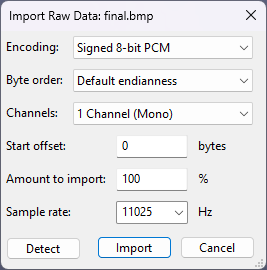 Import Raw Data: final.bmp
Encoding: Signed 8-bit PCM
Byte order: Default endianness
Channels: 1 Channel (Mono)
Start offset: 0 bytes
Amount to import: 100 %
Sample rate: 11025 Hz
Detect Import Cancel